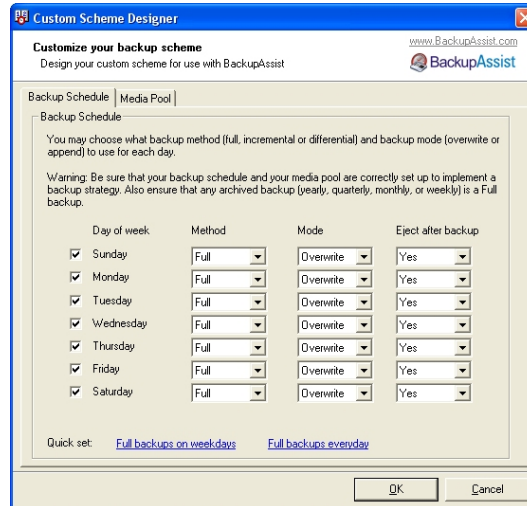 Custom Scheme Designer
Customize your backup scheme
www.BackupAssist.com
Design your custom scheme for use with BackupAssist
BackupAssist
Backup Schedule Media Pool
Backup Schedule
You may choose what backup method (full, incremental or differential) and backup mode (overwrite or
append) to use for each day.
Warning: Be sure that your backup schedule and your media pool are correctly set up to implement a
backup strategy. Also ensure that any archived backup (yearly, quarterly, monthly, or weekly) is a Full
backup.
Day of week Method Mode Eject after backup
Sunday Full Overwrite Yes
Monday Full Overwrite Yes
Tuesday Full Overwrite Yes
Wednesday Full Overwrite Yes
Thursday Full Overwrite Yes
Friday Full Overwrite Yes
Saturday Full Overwrite Yes
Quick set: Full backups on weekdays Full backups everyday
OK Cancel